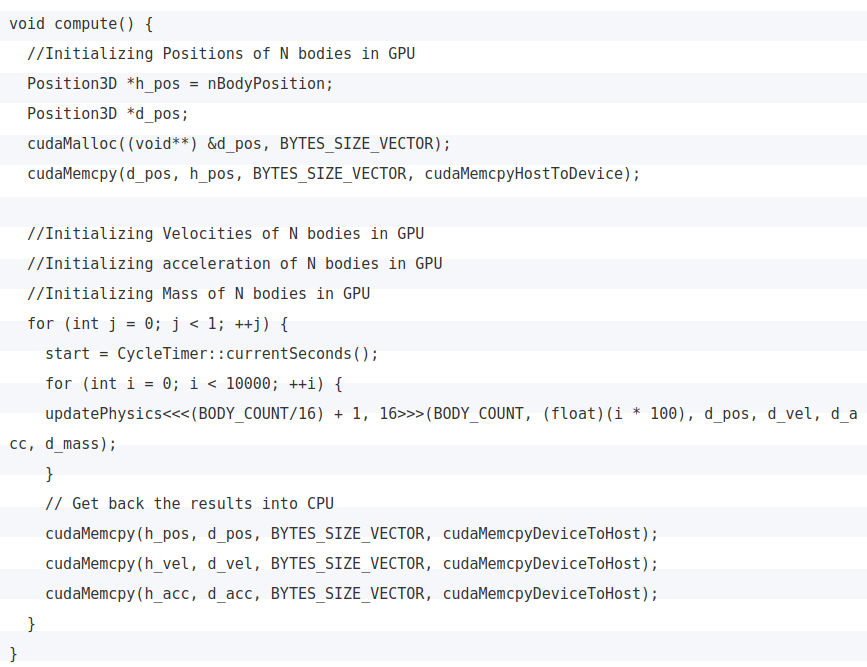 void compute() {
  //Initializing Positions of N bodies in GPU
  Position3D *h_pos = nBodyPosition;
  Position3D *d_pos;
  cudaMalloc((void**) &d_pos, BYTES_SIZE_VECTOR);
  cudaMemcpy(d_pos, h_pos, BYTES_SIZE_VECTOR, cudaMemcpyHostToDevice);

  //Initializing Velocities of N bodies in GPU
  //Initializing acceleration of N bodies in GPU
  //Initializing Mass of N bodies in GPU
  for (int j = 0; j < 1; ++j) {
    start = CycleTimer::currentSeconds();
    for (int i = 0; i < 10000; ++i) {
    updatePhysics<<<(BODY_COUNT/16) + 1, 16>>>(BODY_COUNT, (float)(i * 100), d_pos, d_vel, d_a
cc, d_mass);
    }
    // Get back the results into CPU
    cudaMemcpy(h_pos, d_pos, BYTES_SIZE_VECTOR, cudaMemcpyDeviceToHost);
    cudaMemcpy(h_vel, d_vel, BYTES_SIZE_VECTOR, cudaMemcpyDeviceToHost);
    cudaMemcpy(h_acc, d_acc, BYTES_SIZE_VECTOR, cudaMemcpyDeviceToHost);
  }
}